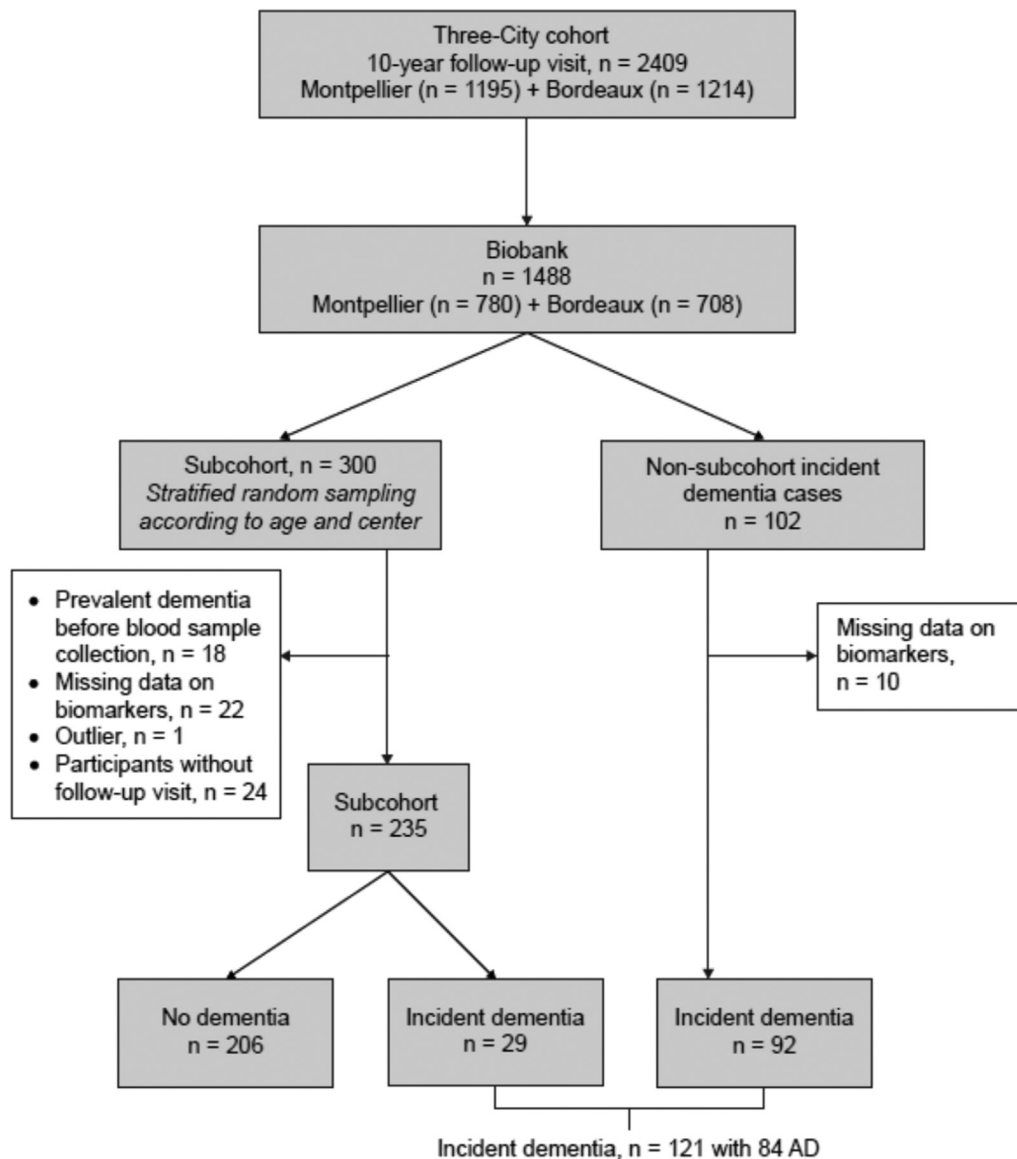 Three-City cohort
10-year follow-up visit, n = 2409
Montpellier (n = 1195) + Bordeaux (n = 1214)
Biobank
n = 1488
Montpellier (n = 780) + Bordeaux (n = 708)
Subcohort, n = 300
Stratified random sampling
according to age and center
Non-subcohort incident
dementia cases
n = 102
• Prevalent dementia
before blood sample
collection, n = 18
• Missing data on
biomarkers, n = 22
• Outlier, n = 1
• Participants without
follow-up visit, n = 24
Missing data on
biomarkers,
n = 10
Subcohort
n = 235
No dementia
n = 206
Incident dementia
n = 29
Incident dementia
n = 92
Incident dementia, n = 121 with 84 AD